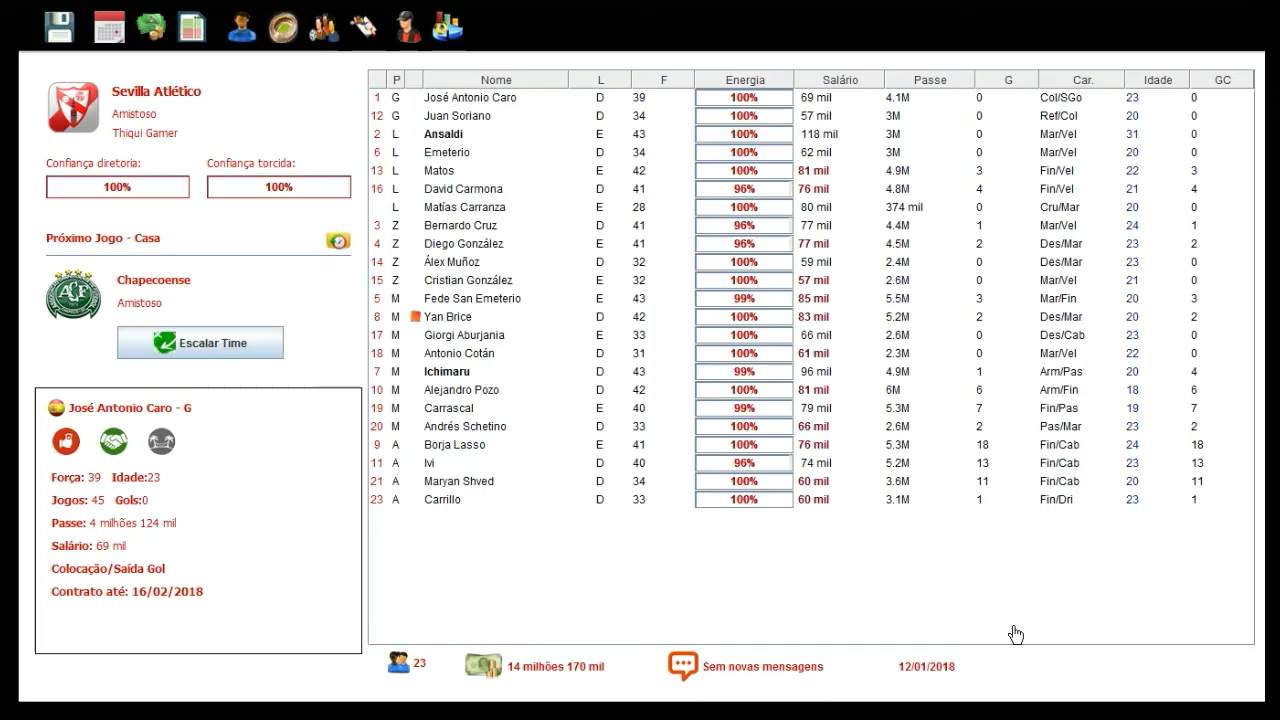 Sevilla Atlético
Amistoso
Thiqui Gamer
Confiança diretoria: Confiança torcida:
100% 100%
Próximo Jogo - Casa
Chapecoense
Amistoso
Escalar Time
José Antonio Caro - G
Força: 39 Idade:23
Jogos: 45 Gols:0
Passe: 4 milhões 124 mil
Salário: 69 mil
Colocação/Saída Gol
Contrato até: 16/02/2018
P Nome L F Energia Salário Passe G Car. Idade GC
1 G José Antonio Caro D 39 100% 69 mil 4.1M 0 Col/SGo 23 0
12 G Juan Soriano D 34 100% 57 mil 3M 0 Ref/Col 20 0
2 L Ansaldi E 43 100% 118 mil 3M 0 Mar/Vel 31 0
6 L Emeterio D 34 100% 62 mil 3M 0 Mar/Vel 20 0
13 L Matos E 42 100% 81 mil 4.9M 3 Fin/Vel 22 3
16 L David Carmona D 41 96% 76 mil 4.8M 4 Fin/Vel 21 4
L Matías Carranza E 28 100% 80 mil 374 mil 0 Cru/Mar 20 0
3 Z Bernardo Cruz D 41 96% 77 mil 4.4M 1 Mar/Vel 24 1
4 Z Diego González E 41 96% 77 mil 4.5M 2 Des/Mar 23 2
14 Z Álex Muñoz D 32 100% 59 mil 2.4M 0 Des/Mar 23 0
15 Z Cristian González E 32 100% 57 mil 2.6M 0 Mar/Vel 21 0
5 M Fede San Emeterio E 43 99% 85 mil 5.5M 3 Mar/Fin 20 3
8 M Yan Brice D 42 100% 83 mil 5.2M 2 Des/Mar 20 2
17 M Giorgi Aburjania E 33 100% 66 mil 2.6M 0 Des/Cab 23 0
18 M Antonio Cotán D 31 100% 61 mil 2.3M 0 Mar/Vel 22 0
7 M Ichimaru D 43 99% 96 mil 4.9M 1 Arm/Pas 20 4
10 M Alejandro Pozo D 42 100% 81 mil 6M 6 Arm/Fin 18 6
19 M Carrascal E 40 99% 79 mil 5.3M 7 Fin/Pas 19 7
20 M Andrés Schetino D 33 100% 66 mil 2.6M 2 Pas/Mar 23 2
9 A Borja Lasso E 41 100% 76 mil 5.3M 18 Fin/Cab 24 18
11 A Ivi D 40 96% 74 mil 5.2M 13 Fin/Cab 23 13
21 A Maryan Shved D 34 100% 60 mil 3.6M 11 Fin/Cab 20 11
23 A Carrillo D 33 100% 60 mil 3.1M 1 Fin/Dri 23 1
23 14 milhões 170 mil Sem novas mensagens 12/01/2018